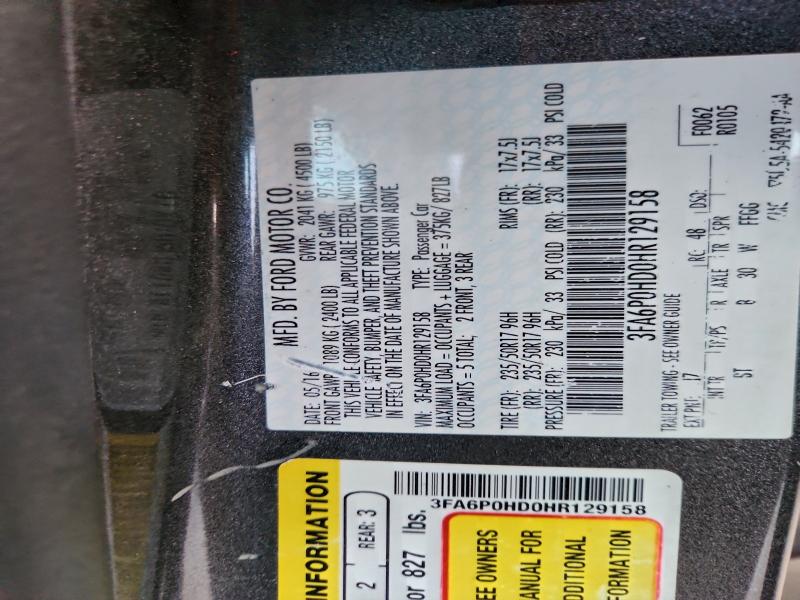 MFD. BY FORD MOTOR CO.
DATE: 05/16 GVWR: 2041 KG ( 4500 LB)
FRONT GAWR: 1089 KG ( 2400 LB) REAR GAWR: 975 KG ( 2150 LB)
THIS VEHICLE CONFORMS TO ALL APPLICABLE FEDERAL MOTOR
VEHICLE SAFETY, BUMPER, AND THEFT PREVENTION STANDARDS
IN EFFECT ON THE DATE OF MANUFACTURE SHOWN ABOVE.
VIN: 3FA6P0HD0HR129158 TYPE: Passenger Car
MAXIMUM LOAD = OCCUPANTS + LUGGAGE = 375KG/ 827LB
OCCUPANTS = 5 TOTAL: 2 FRONT, 3 REAR
TIRE (FR): 235/50R17 96H RIMS (FR): 17x7.5J
(RR): 235/50R17 96H (RR): 17x7.5J
PRESSURE (FR): 230 kPa/ 33 PSI COLD (RR): 230 kPa/ 33 PSI COLD
3FA6P0HD0HR129158
F0062
R0105
TRAILER TOWING - SEE OWNER GUIDE
EXT PNT: J7 RC: 48 DSO:
INT TR TP/PS R AXLE TR SPR
ST 8 30 W FFGG
INFORMATION
2 REAR: 3
or 827 lbs.
3FA6P0HD0HR129158
EE OWNERS
ANUAL FOR
DDITIONAL
FORMATION